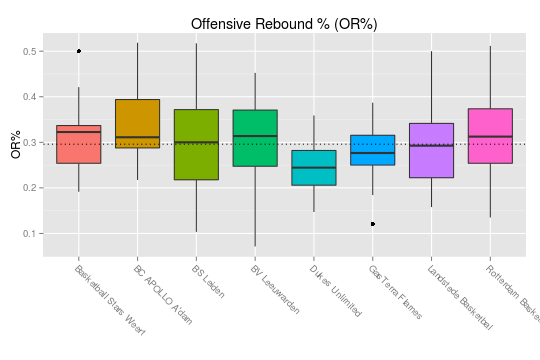 Offensive Rebound % (OR%)
OR%
0.5
0.4
0.3
0.2
0.1
Basketball Stars Weert
BC APOLLO A'dam
BS Leiden
BV Leeuwarden
Dukes Unlimited
GasTerra Flames
Landstede Basketbal
Rotterdam Baske